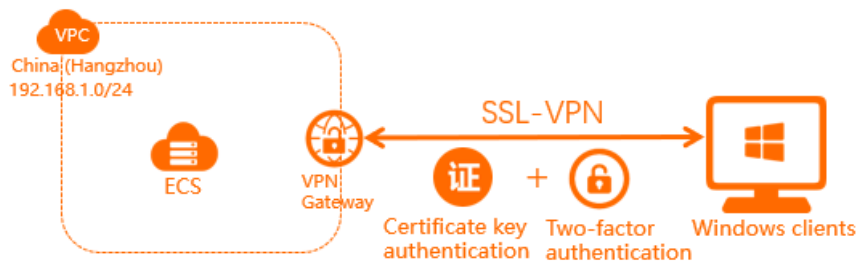 VPC
China (Hangzhou)
192.168.1.0/24
ECS
VPN
Gateway
SSL-VPN
证
+
Certificate key
authentication
Two-factor
authentication
Windows clients